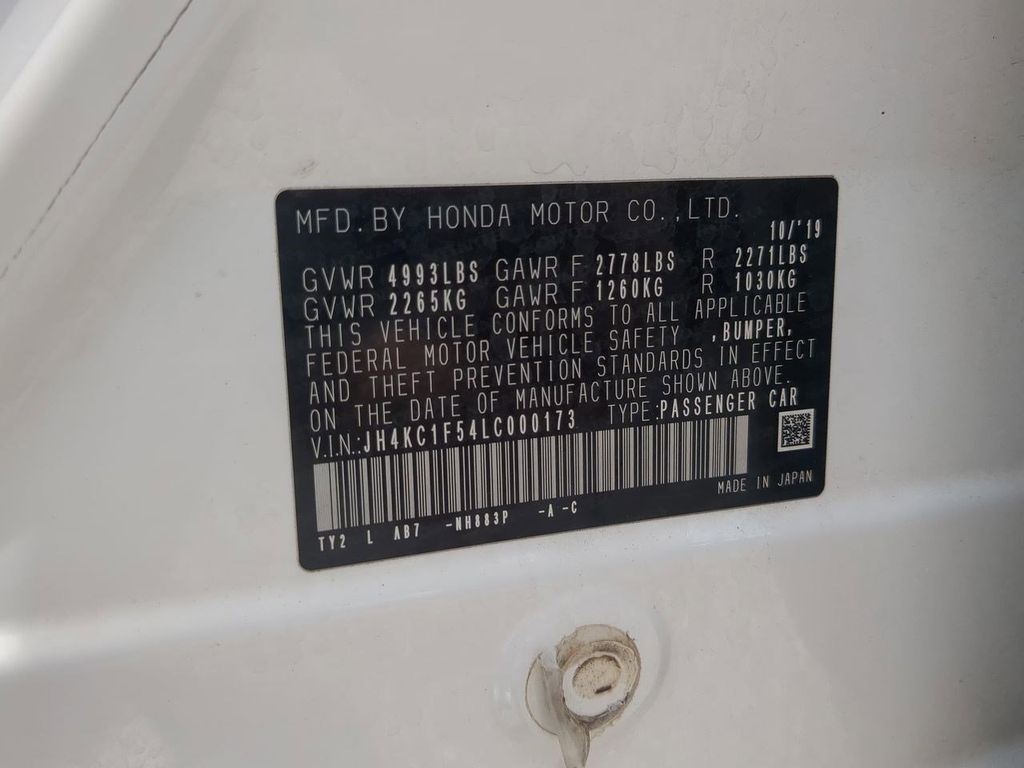 MFD. BY HONDA MOTOR CO., LTD.
10/'19
GVWR 4993LBS GAWR F 2778LBS R 2271LBS
GVWR 2265KG GAWR F 1260KG R 1030KG
THIS VEHICLE CONFORMS TO ALL APPLICABLE
FEDERAL MOTOR VEHICLE SAFETY ,BUMPER,
AND THEFT PREVENTION STANDARDS IN EFFECT
ON THE DATE OF MANUFACTURE SHOWN ABOVE.
V.I.N.:JH4KC1F54LC000173 TYPE:PASSENGER CAR
MADE IN JAPAN
TY2 L AB7 -NH883P -A -C